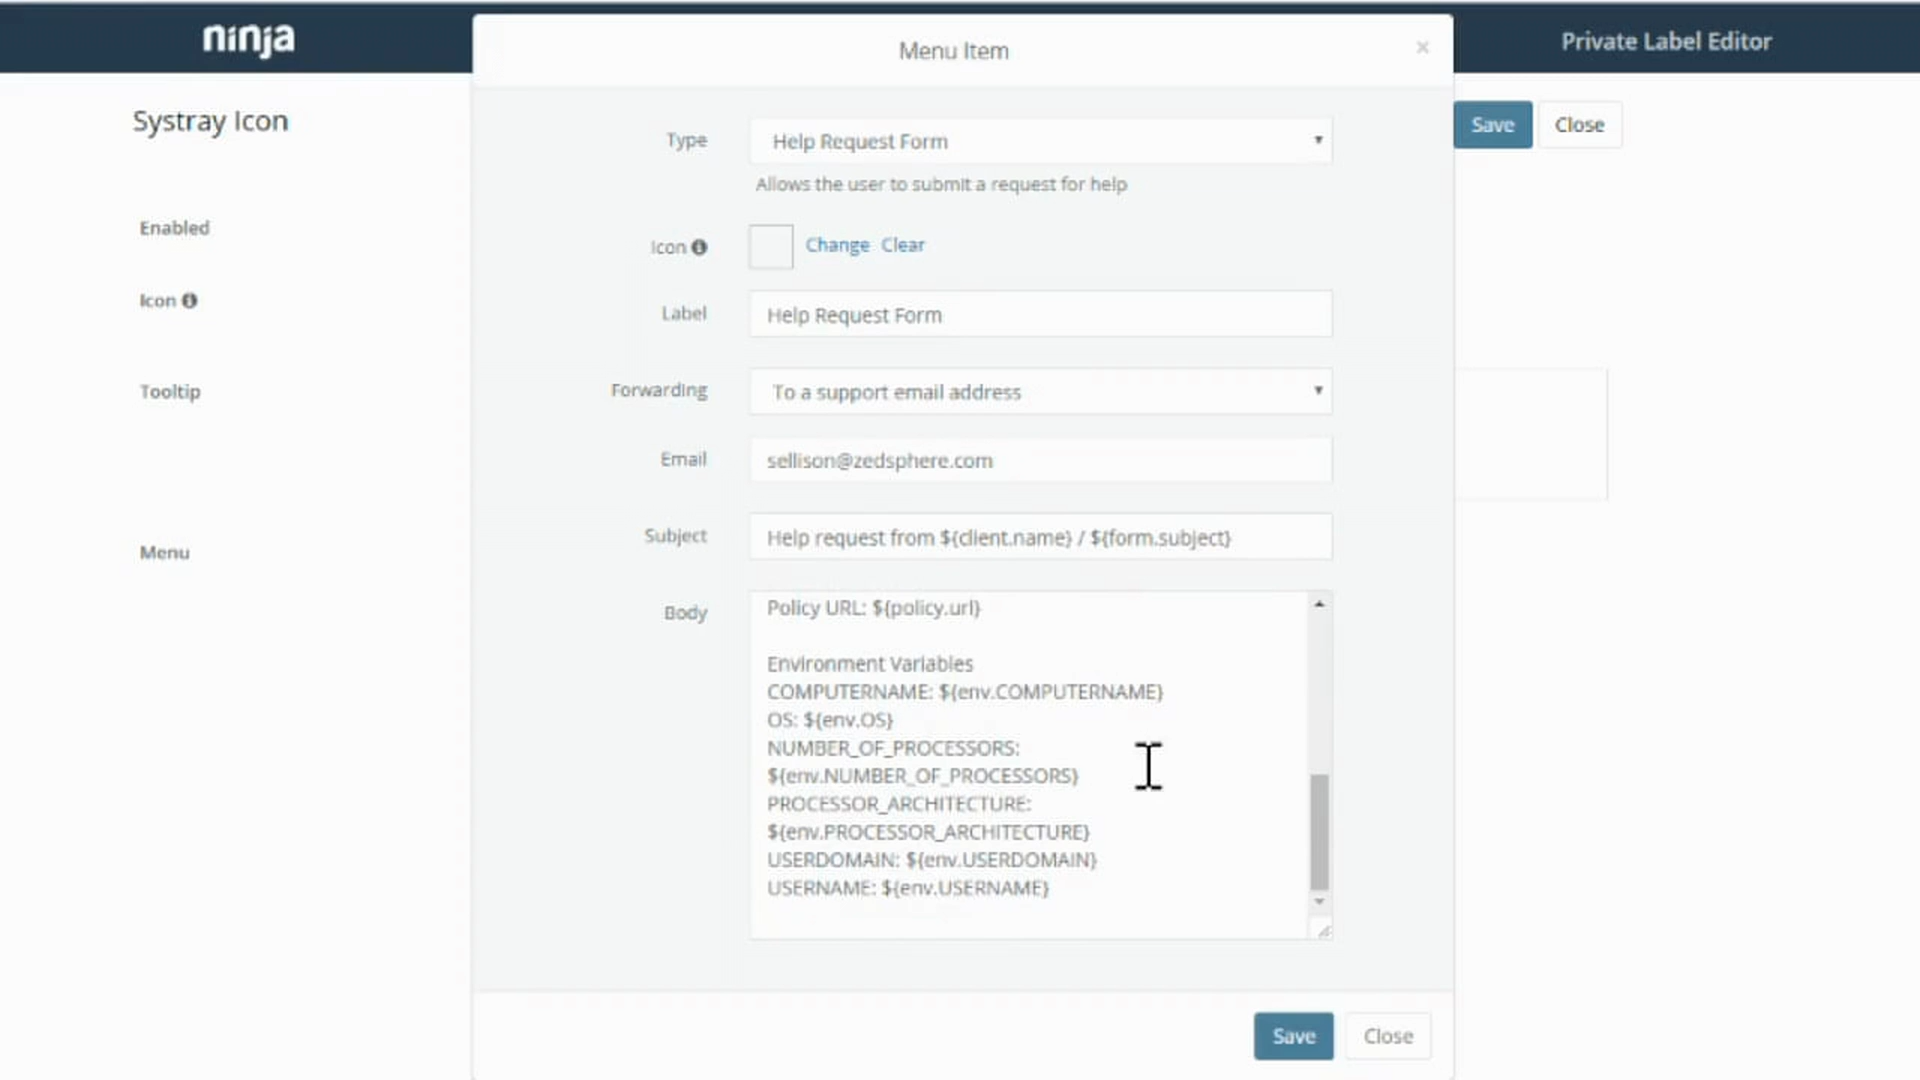 ninja
Menu Item
×
Private Label Editor
Systray Icon
Save
Close
Type
Help Request Form
Allows the user to submit a request for help
Enabled
Icon
Change Clear
Icon
Label
Help Request Form
Tooltip
Forwarding
To a support email address
Email
sellison@zedsphere.com
Subject
Help request from ${client.name} / ${form.subject}
Menu
Body
Policy URL: ${policy.url}
Environment Variables
COMPUTERNAME: ${env.COMPUTERNAME}
OS: ${env.OS}
NUMBER_OF_PROCESSORS:
${env.NUMBER_OF_PROCESSORS}
PROCESSOR_ARCHITECTURE:
${env.PROCESSOR_ARCHITECTURE}
USERDOMAIN: ${env.USERDOMAIN}
USERNAME: ${env.USERNAME}
Save
Close